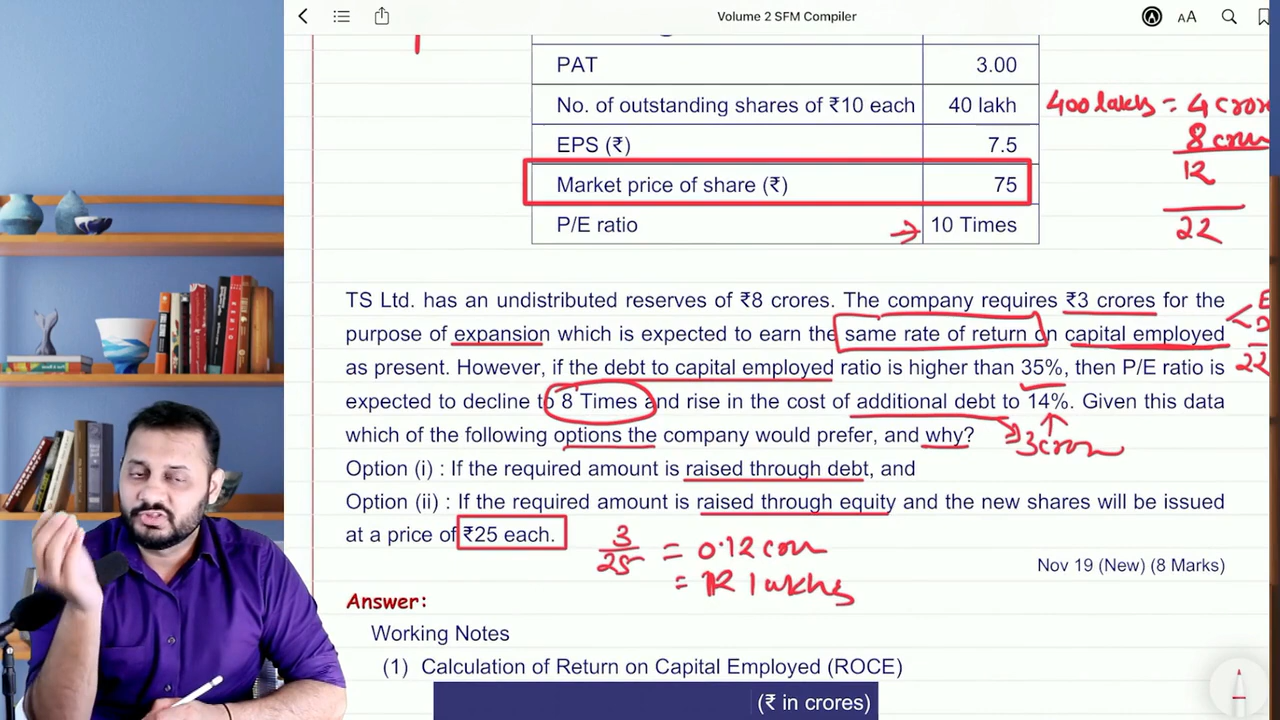 Volume 2 SFM Compiler
AA
PAT 3.00
No. of outstanding shares of ₹10 each 40 lakh 400 lakhs = 4 cror
8 crore
EPS (₹) 7.5
12
Market price of share (₹) 75
P/E ratio → 10 Times 22
TS Ltd. has an undistributed reserves of ₹8 crores. The company requires ₹3 crores for the
purpose of expansion which is expected to earn the same rate of return on capital employed
as present. However, if the debt to capital employed ratio is higher than 35%, then P/E ratio is
22
expected to decline to 8 Times and rise in the cost of additional debt to 14%. Given this data
which of the following options the company would prefer, and why?
3 crore
Option (i) : If the required amount is raised through debt, and
Option (ii) : If the required amount is raised through equity and the new shares will be issued
at a price of ₹25 each.
3/25 = 0.12 crore
= 12 lakhs
Nov 19 (New) (8 Marks)
Answer:
Working Notes
(1) Calculation of Return on Capital Employed (ROCE)
(₹ in crores)